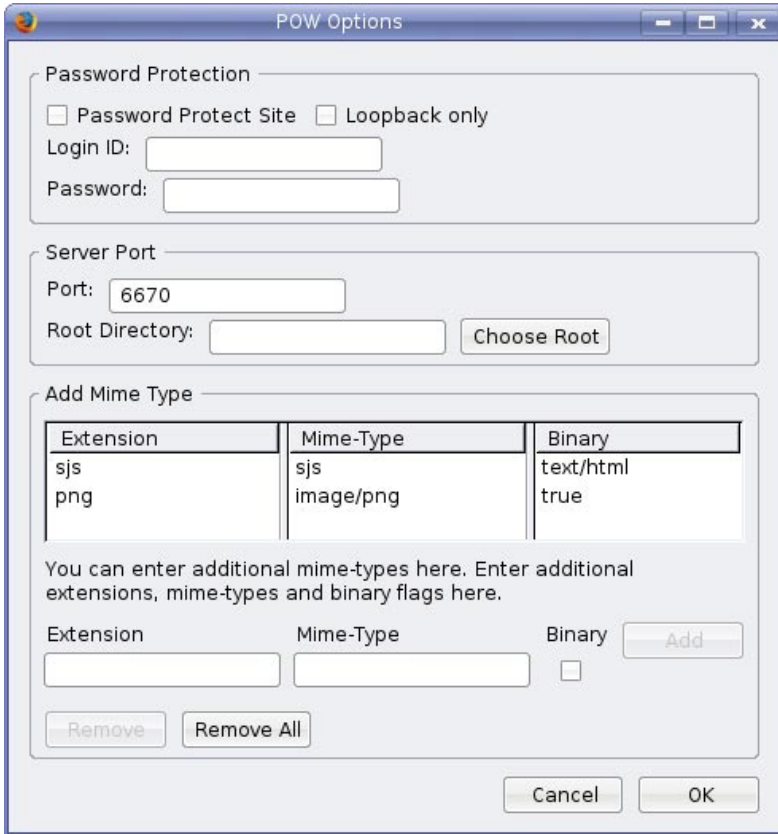 POW Options
Password Protection
Password Protect Site Loopback only
Login ID:
Password:
Server Port
Port: 6670
Root Directory: Choose Root
Add Mime Type
Extension Mime-Type Binary
sjs sjs text/html
png image/png true
You can enter additional mime-types here. Enter additional
extensions, mime-types and binary flags here.
Extension Mime-Type Binary Add
Remove Remove All
Cancel OK